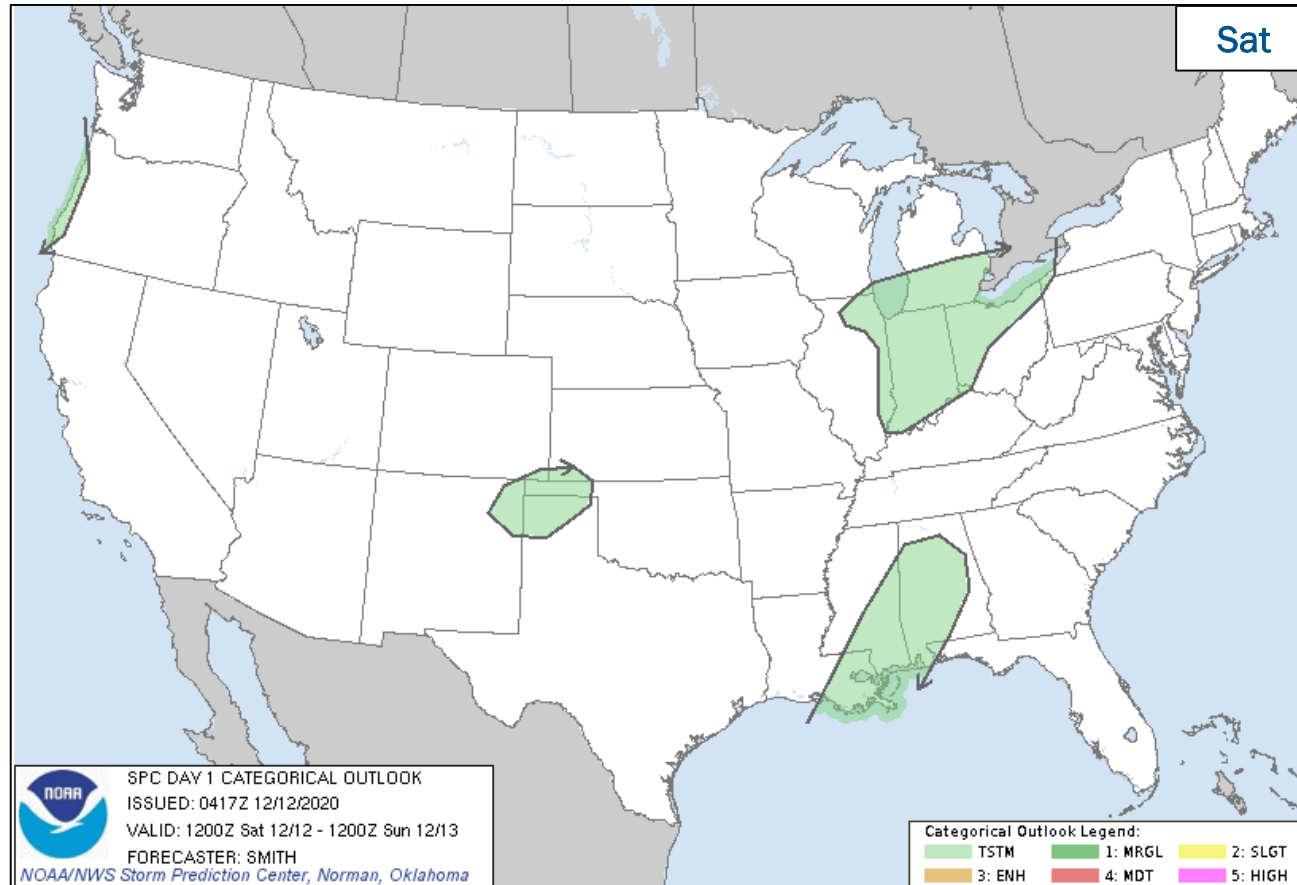 Sat
NOAA
SPC DAY 1 CATEGORICAL OUTLOOK
ISSUED: 0417Z 12/12/2020
VALID: 1200Z Sat 12/12 - 1200Z Sun 12/13
FORECASTER: SMITH
NOAA/NWS Storm Prediction Center, Norman, Oklahoma
Categorical Outlook Legend:
TSTM 1: MRGL 2: SLGT
3: ENH 4: MDT 5: HIGH